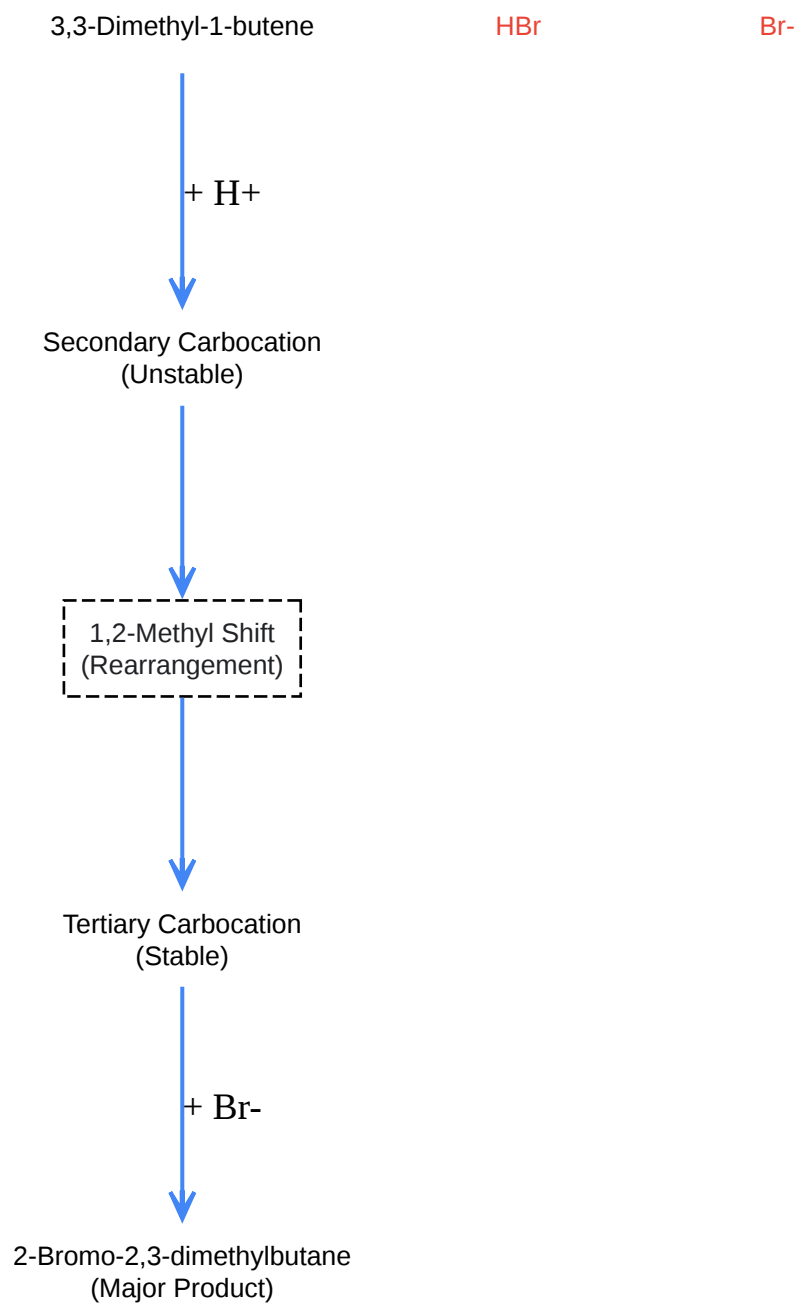 3,3-Dimethyl-1-butene
HBr
Br-
+ H+
Secondary Carbocation
(Unstable)
1,2-Methyl Shift
(Rearrangement)
Tertiary Carbocation
(Stable)
+ Br-
2-Bromo-2,3-dimethylbutane
(Major Product)